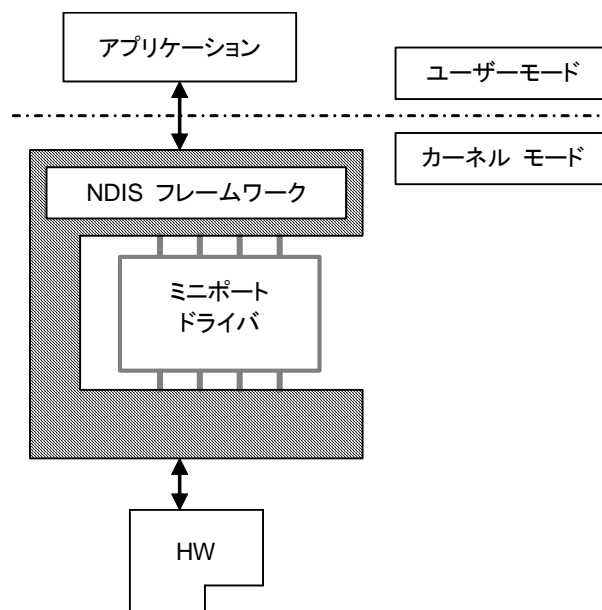 アプリケーション
ユーザーモード
カーネル モード
NDIS フレームワーク
ミニポート
ドライバ
HW